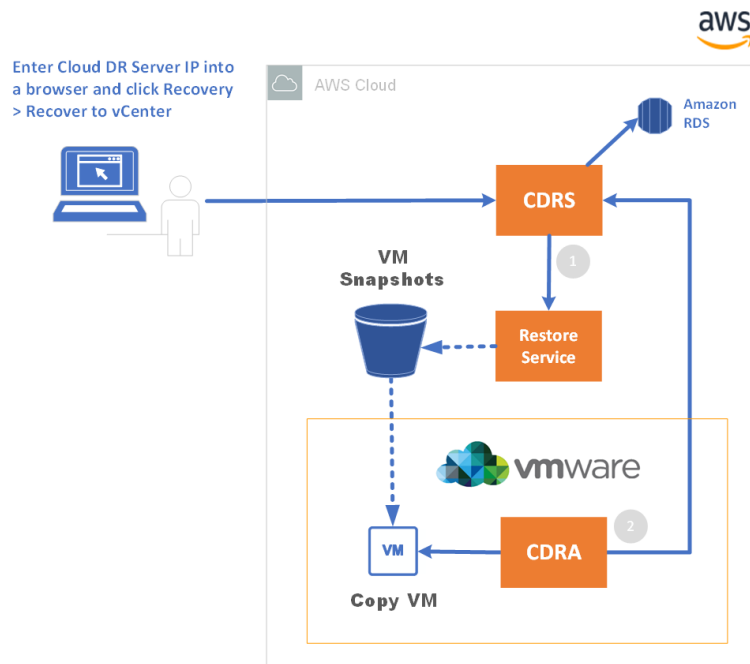 aws
Enter Cloud DR Server IP into
a browser and click Recovery
> Recover to vCenter
AWS Cloud
Amazon
RDS
CDRS
1
VM
Snapshots
Restore
Service
vmware
2
VM
CDRA
Copy VM